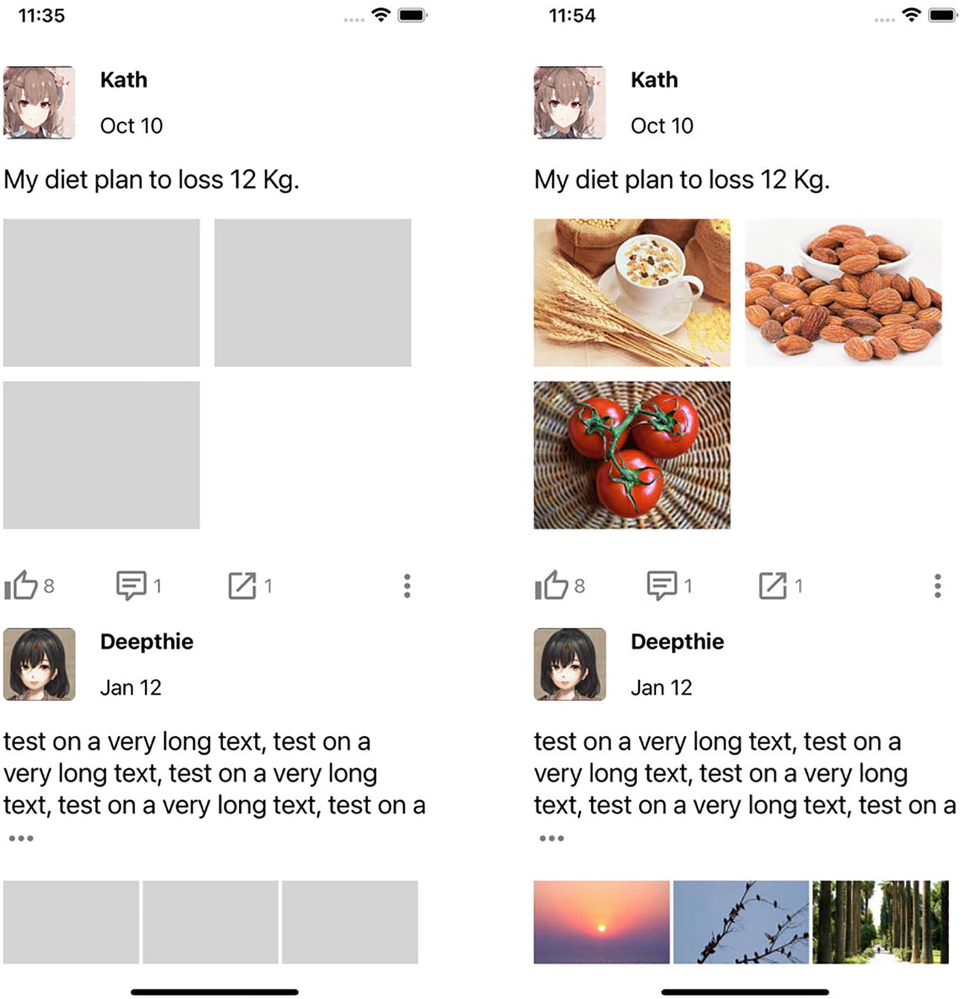 11:35
Kath
Oct 10
My diet plan to loss 12 Kg.
8 1 1
Deepthie
Jan 12
test on a very long text, test on a
very long text, test on a very long
text, test on a very long text, test on a
•••
11:54
Kath
Oct 10
My diet plan to loss 12 Kg.
8 1 1
Deepthie
Jan 12
test on a very long text, test on a
very long text, test on a very long
text, test on a very long text, test on a
•••